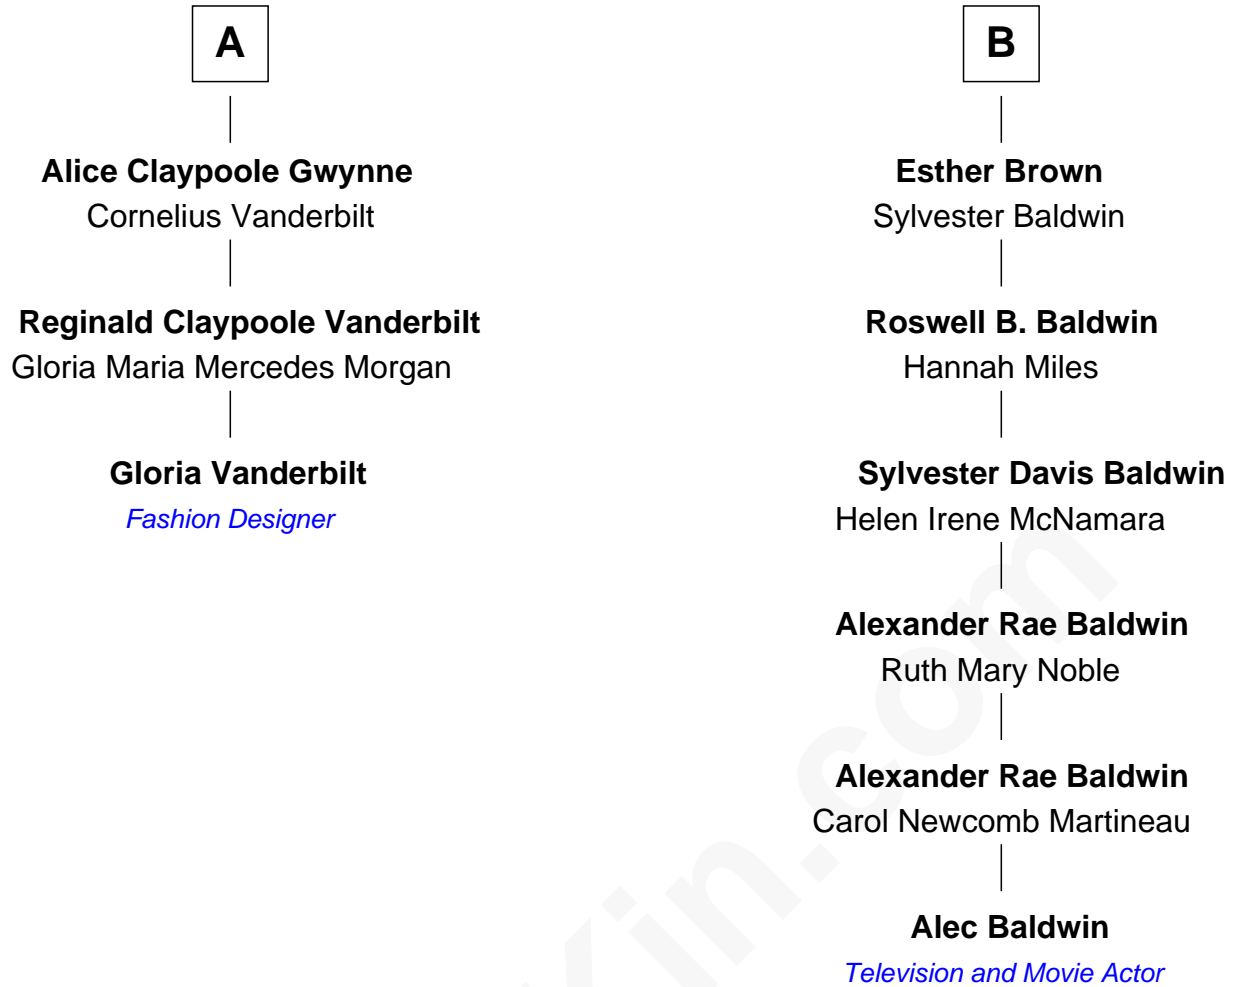 A
Alice Claypoole Gwynne
Cornelius Vanderbilt
Reginald Claypoole Vanderbilt
Gloria Maria Mercedes Morgan
Gloria Vanderbilt
Fashion Designer
B
Esther Brown
Sylvester Baldwin
Roswell B. Baldwin
Hannah Miles
Sylvester Davis Baldwin
Helen Irene McNamara
Alexander Rae Baldwin
Ruth Mary Noble
Alexander Rae Baldwin
Carol Newcomb Martineau
Alec Baldwin
Television and Movie Actor
Kin.com